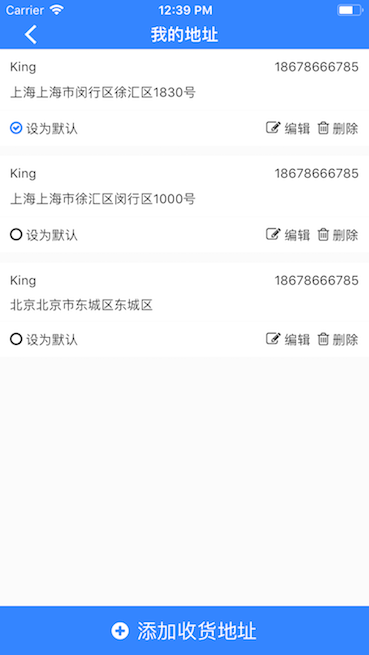 Carrier 12:39 PM
我的地址
King 18678666785
上海上海市闵行区徐汇区1830号
设为默认 编辑 删除
King 18678666785
上海上海市徐汇区闵行区1000号
设为默认 编辑 删除
King 18678666785
北京北京市东城区东城区
设为默认 编辑 删除
添加收货地址